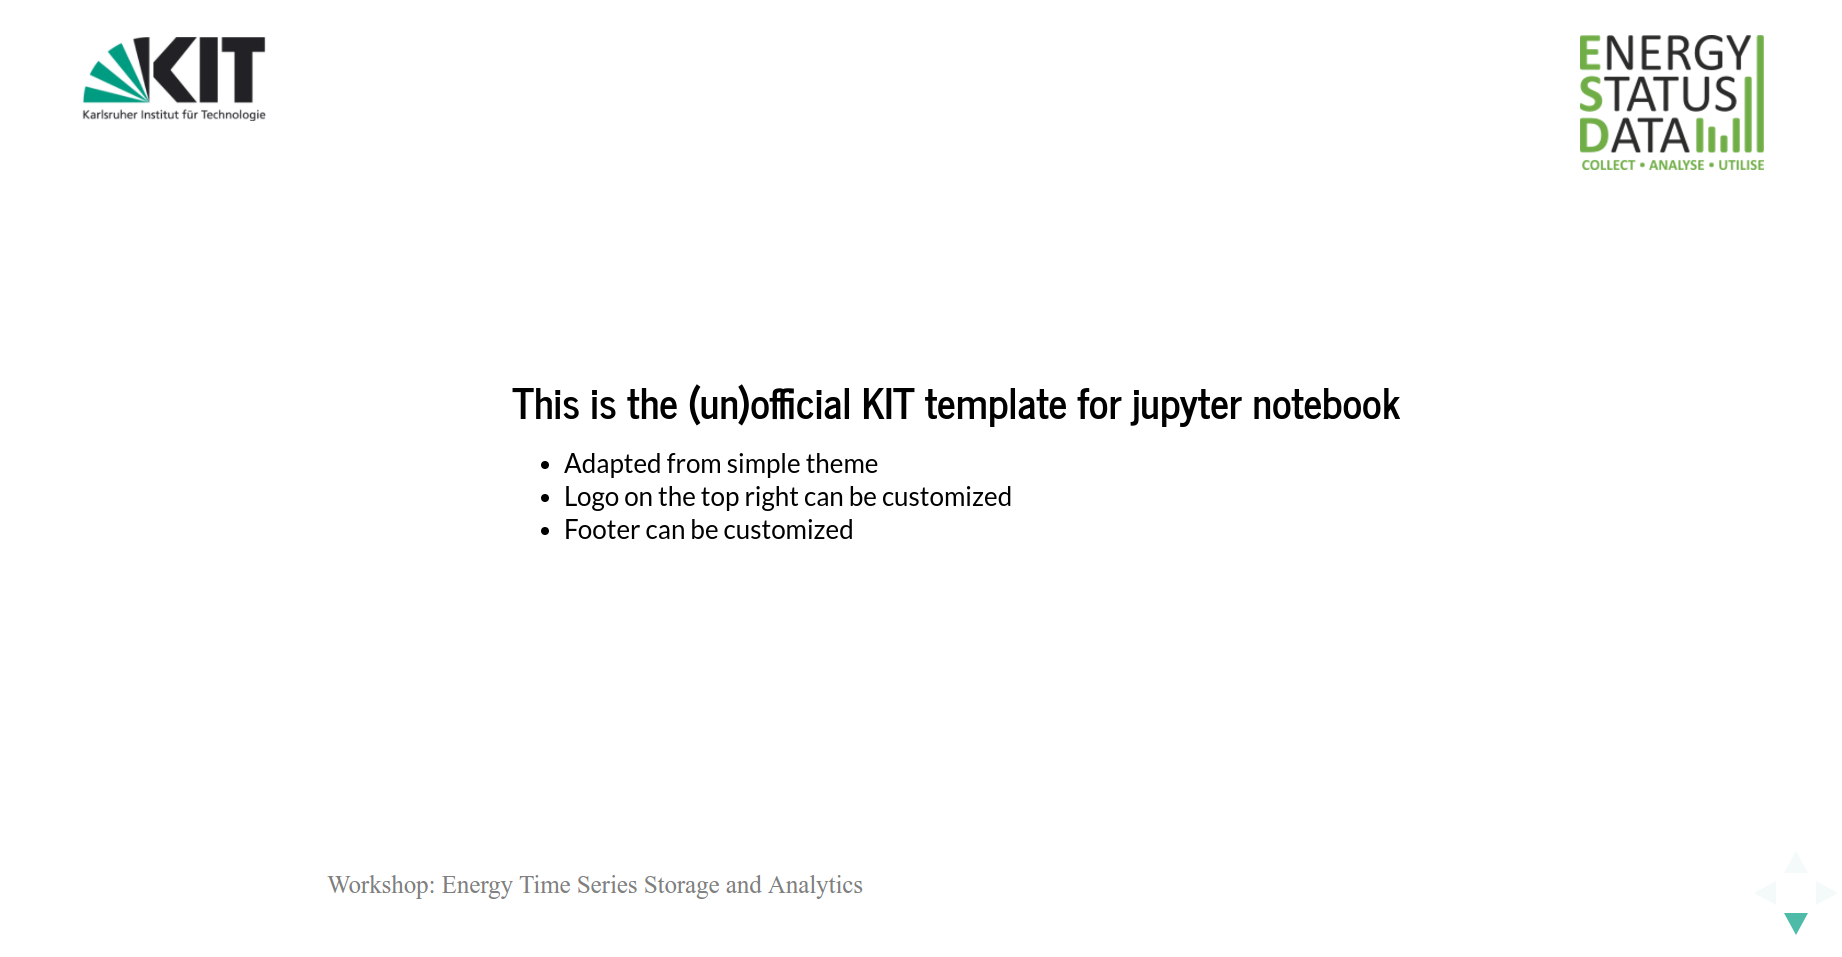 KIT
Karlsruher Institut für Technologie
ENERGY
STATUS
DATA
COLLECT • ANALYSE • UTILISE
This is the (un)official KIT template for jupyter notebook
• Adapted from simple theme
• Logo on the top right can be customized
• Footer can be customized
Workshop: Energy Time Series Storage and Analytics